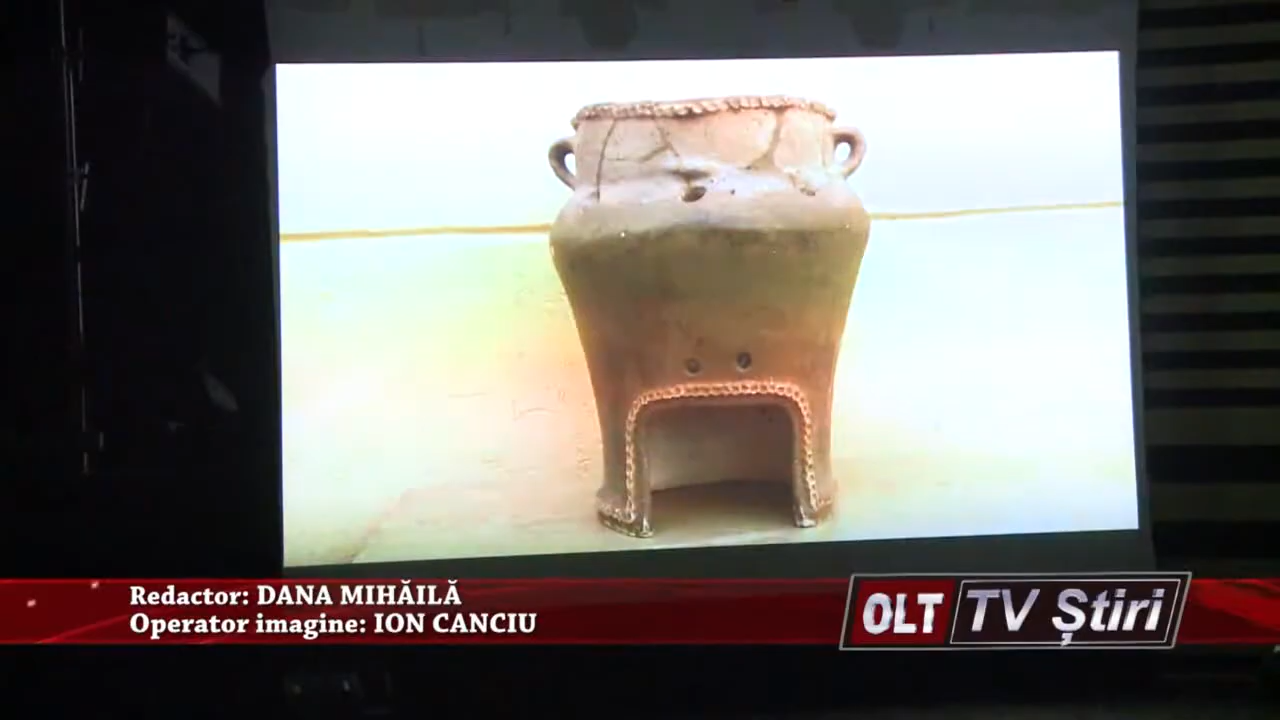 Redactor: DANA MIHĂILĂ
Operator imagine: ION CANCIU
OLT TV Știri